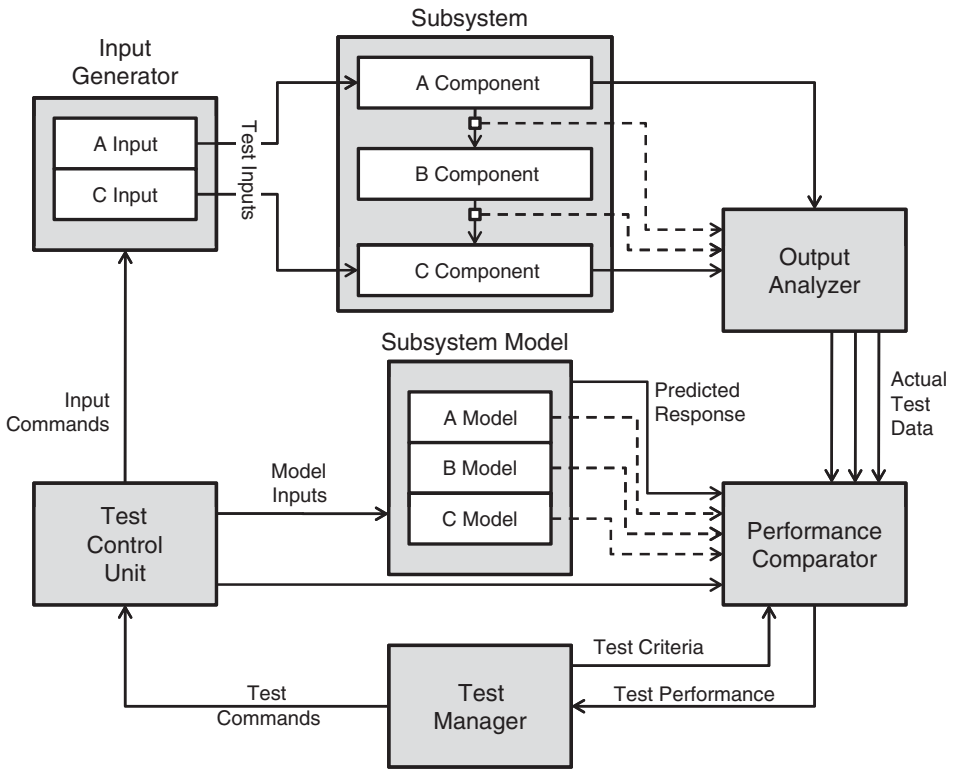 Subsystem
Input
Generator
A Input
C Input
Test Inputs
A Component
B Component
C Component
Output
Analyzer
Subsystem Model
A Model
B Model
C Model
Predicted
Response
Actual
Test
Data
Input
Commands
Model
Inputs
Test
Control
Unit
Performance
Comparator
Test Criteria
Test Performance
Test
Manager
Test
Commands